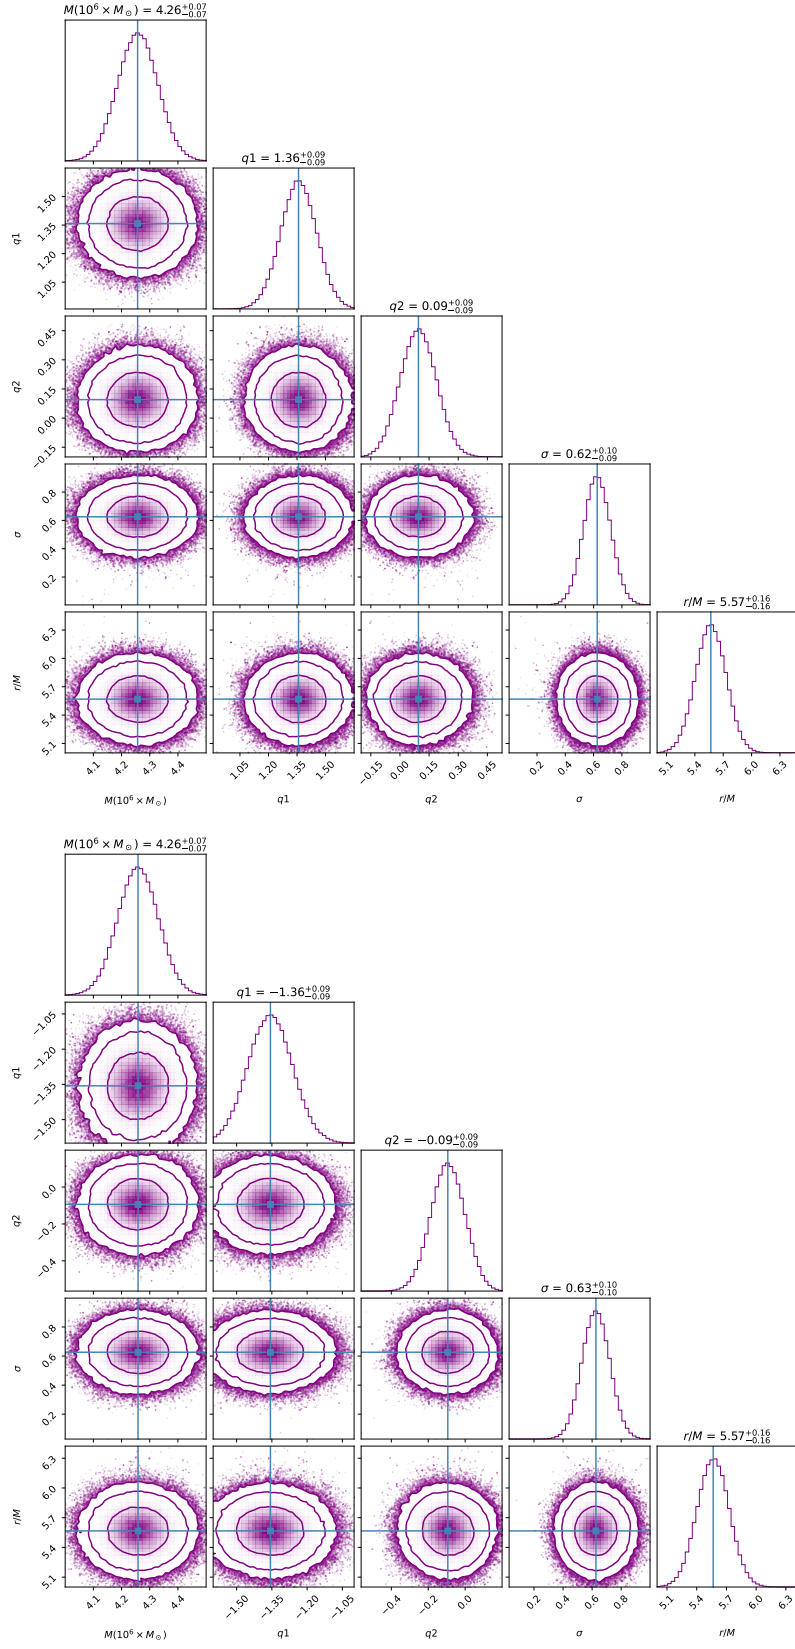 M(10⁶ × M⊙) = 4.26+0.07−0.07
q1 = 1.36+0.09−0.09
1.50
1.35
1.20
1.05
q1
q2 = 0.09+0.09−0.09
0.45
0.30
0.15
0.00
−0.15
q2
σ = 0.62+0.10−0.09
0.8
0.6
0.4
0.2
σ
r/M = 5.57+0.16−0.16
6.3
6.0
5.7
5.4
5.1
r/M
4.1 4.2 4.3 4.4 1.05 1.20 1.35 1.50 −0.15 0.00 0.15 0.30 0.45 0.2 0.4 0.6 0.8 5.1 5.4 5.7 6.0 6.3
M(10⁶ × M⊙) q1 q2 σ r/M
M(10⁶ × M⊙) = 4.26+0.07−0.07
q1 = −1.36+0.09−0.09
−1.05
−1.20
−1.35
−1.50
q1
q2 = −0.09+0.09−0.09
0.0
−0.2
−0.4
q2
σ = 0.63+0.10−0.10
0.8
0.6
0.4
0.2
σ
r/M = 5.57+0.16−0.16
6.3
6.0
5.7
5.4
5.1
r/M
4.1 4.2 4.3 4.4 −1.50 −1.35 −1.20 −1.05 −0.4 −0.2 0.0 0.2 0.4 0.6 0.8 5.1 5.4 5.7 6.0 6.3
M(10⁶ × M⊙) q1 q2 σ r/M